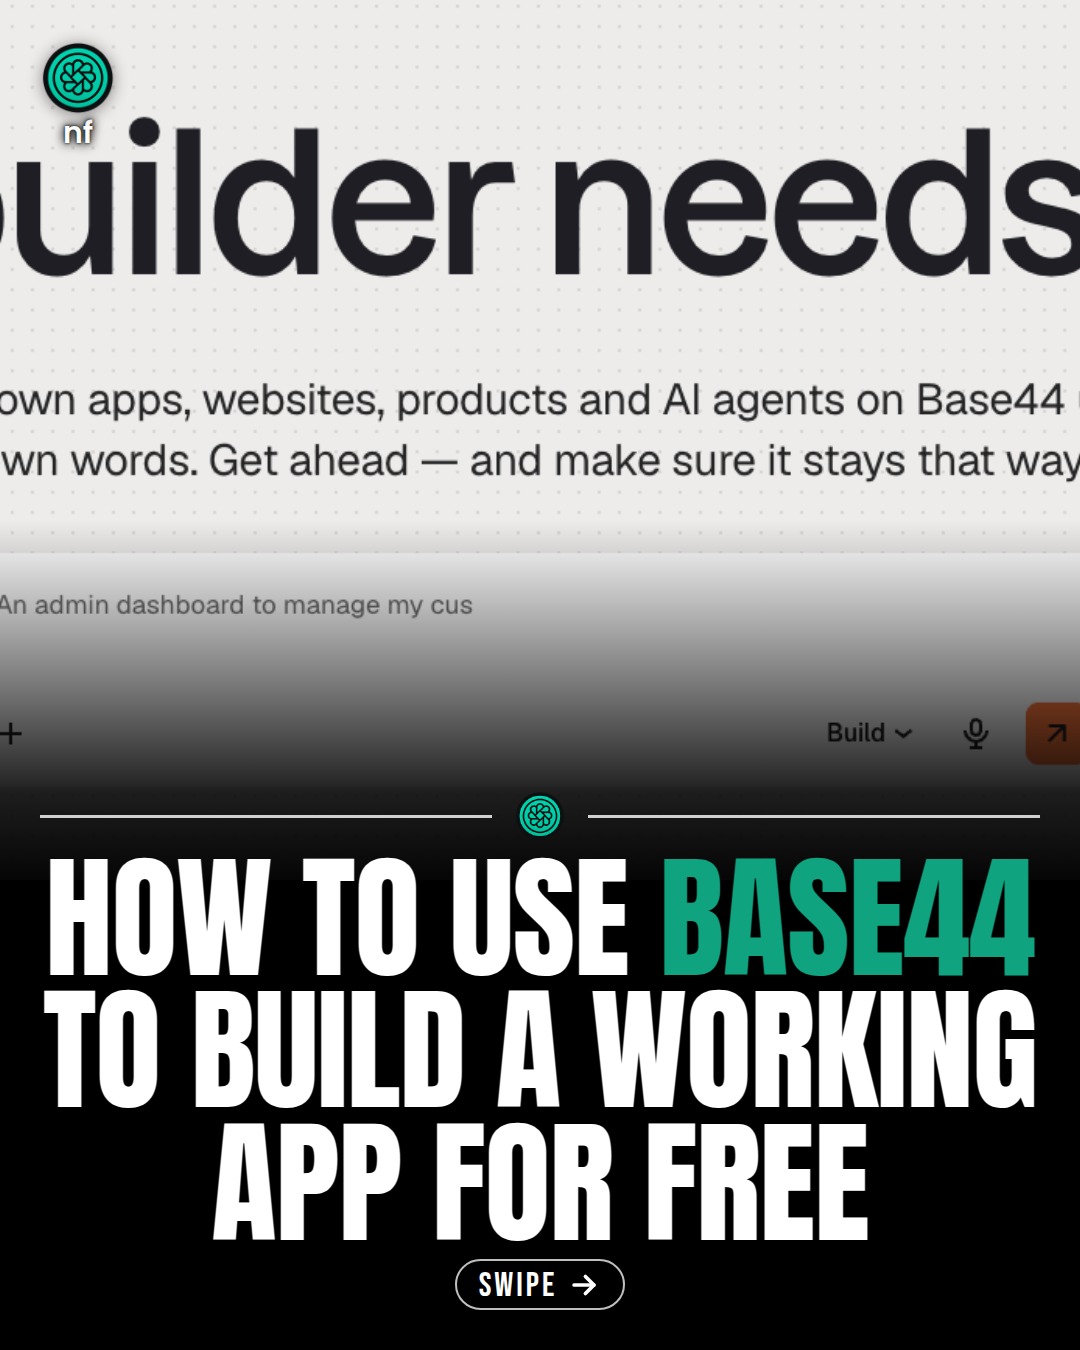 nf
uilder needs
own apps, websites, products and AI agents on Base44
wn words. Get ahead — and make sure it stays that way
An admin dashboard to manage my cus
Build
HOW TO USE BASE44
TO BUILD A WORKING
APP FOR FREE
SWIPE →